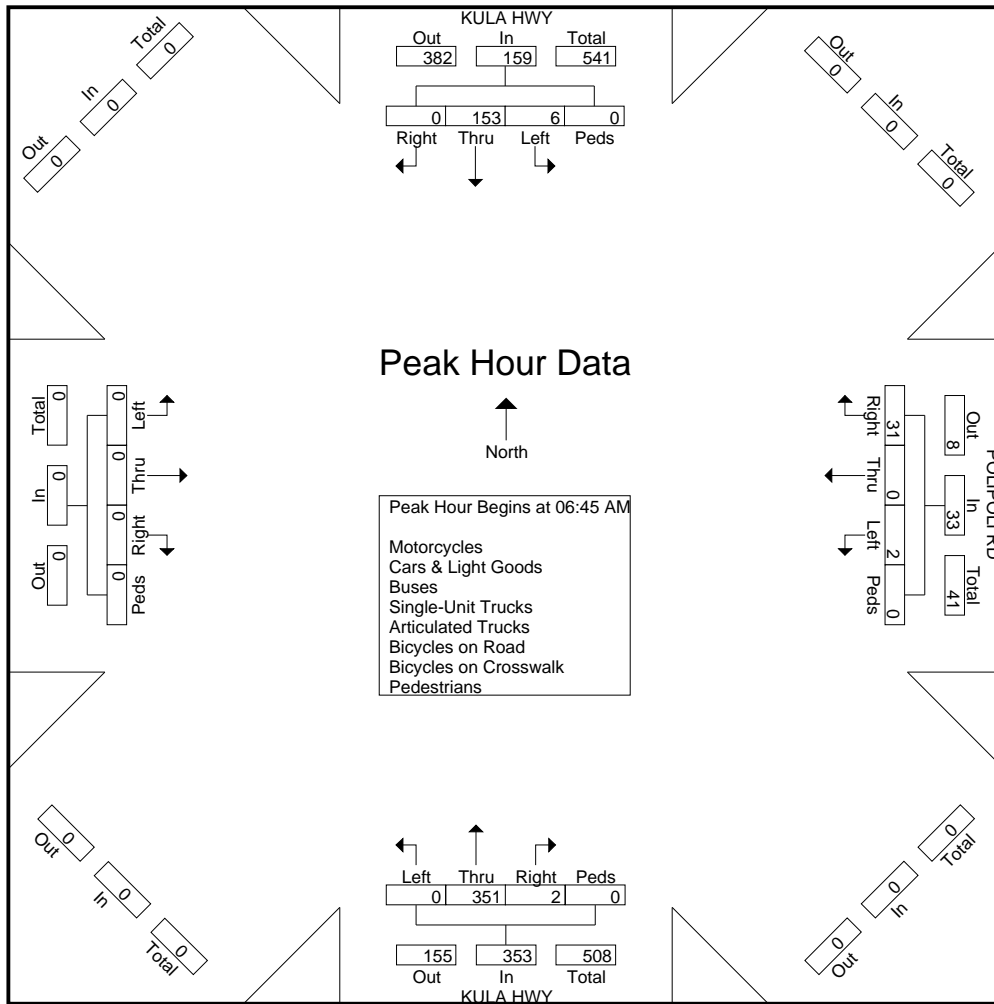 KULA HWY
Out In Total
382 159 541
0 153 6 0
Right Thru Left Peds
Total
0
In
0
Out
0
Out
0
In
0
Total
0
Peak Hour Data
North
Peak Hour Begins at 06:45 AM
Motorcycles
Cars & Light Goods
Buses
Single-Unit Trucks
Articulated Trucks
Bicycles on Road
Bicycles on Crosswalk
Pedestrians
Total In Out
0 0 0
0 0 0 0
Left Thru Right Peds
POLIPOLI RD
Out In Total
8 33 41
31 0 2 0
Right Thru Left Peds
Left Thru Right Peds
0 351 2 0
155 353 508
Out In Total
KULA HWY
0
Out
0
In
0
Total
0
Total
0
In
0
Out